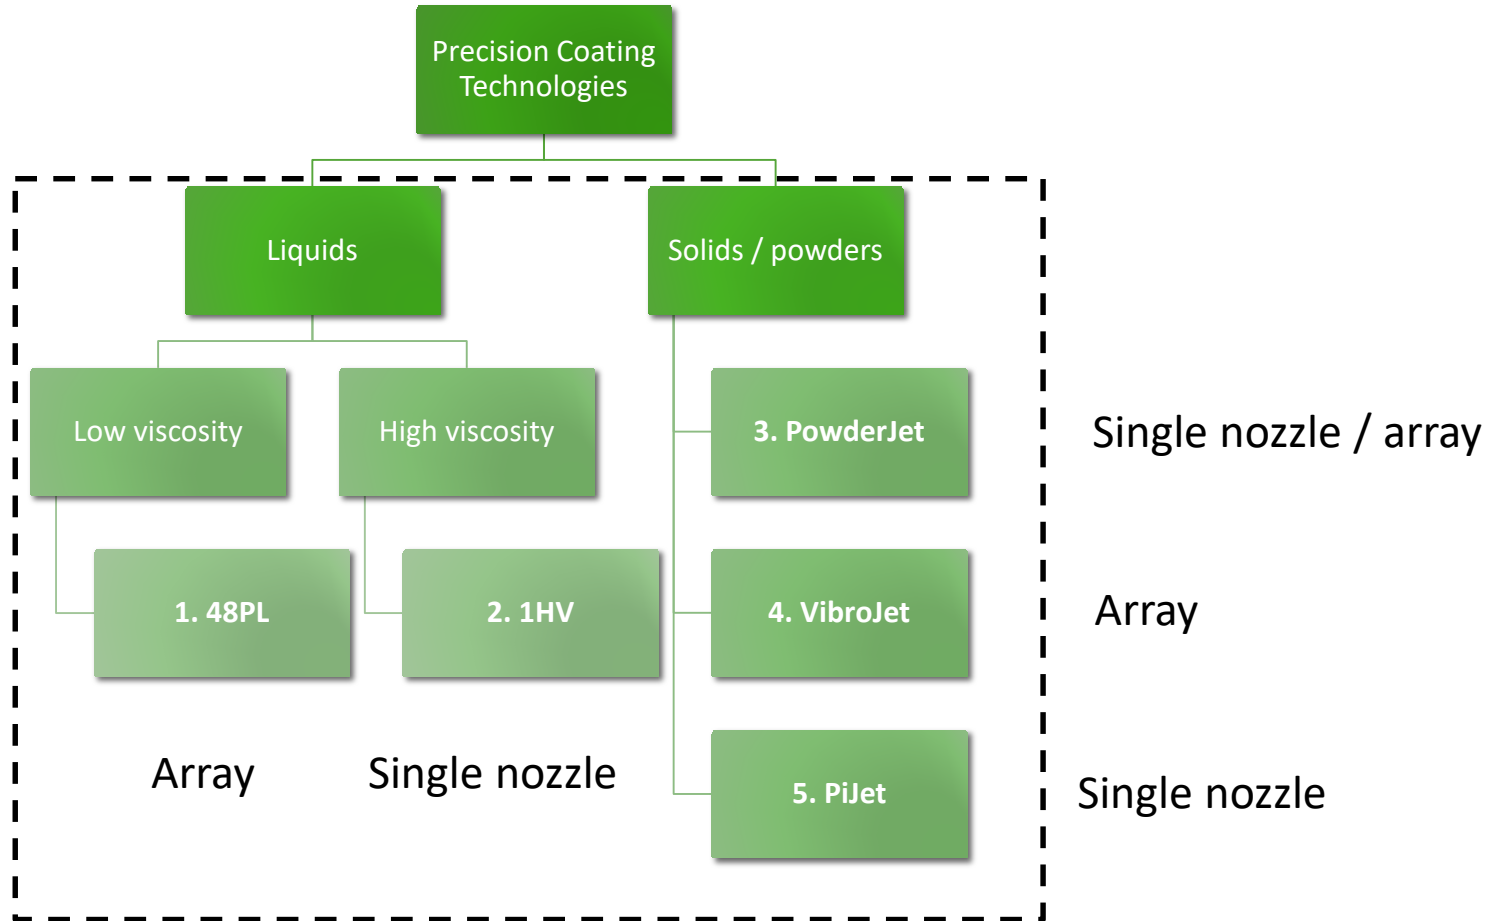 Precision Coating
Technologies
Liquids
Solids / powders
Low viscosity
High viscosity
3. PowderJet
Single nozzle / array
1. 48PL
2. 1HV
4. VibroJet
Array
Array
Single nozzle
5. PiJet
Single nozzle